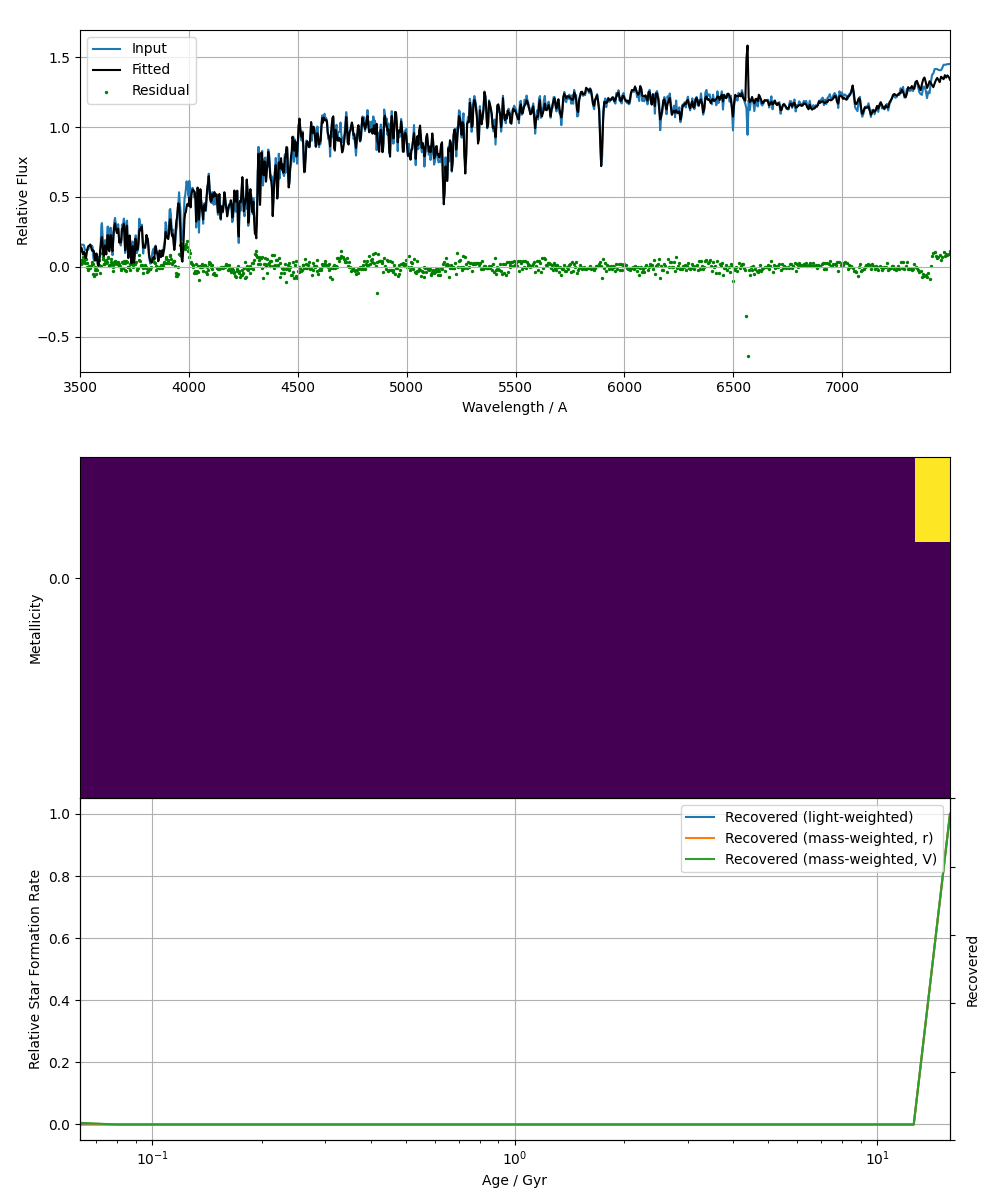 Input
Fitted
Residual
1.5
1.0
0.5
0.0
−0.5
Relative Flux
3500 4000 4500 5000 5500 6000 6500 7000
Wavelength / A
0.0
Metallicity
Recovered (light-weighted)
Recovered (mass-weighted, r)
Recovered (mass-weighted, V)
1.0
0.8
0.6
0.4
0.2
0.0
Relative Star Formation Rate
Recovered
10⁻¹ 10⁰ 10¹
Age / Gyr